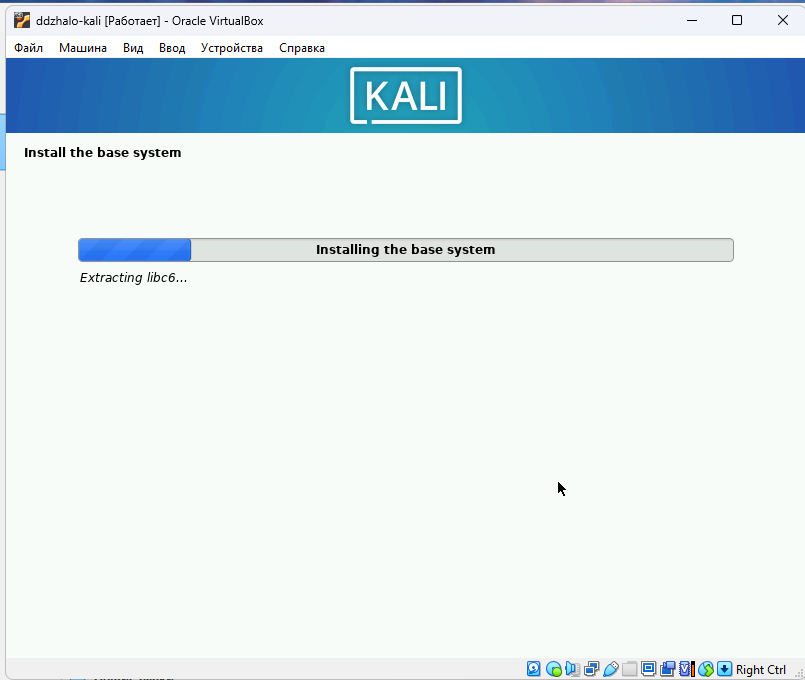 ddzhalo-kali [Работает] - Oracle VirtualBox
Файл Машина Вид Ввод Устройства Справка
KALI
Install the base system
Installing the base system
Extracting libc6...
Right Ctrl